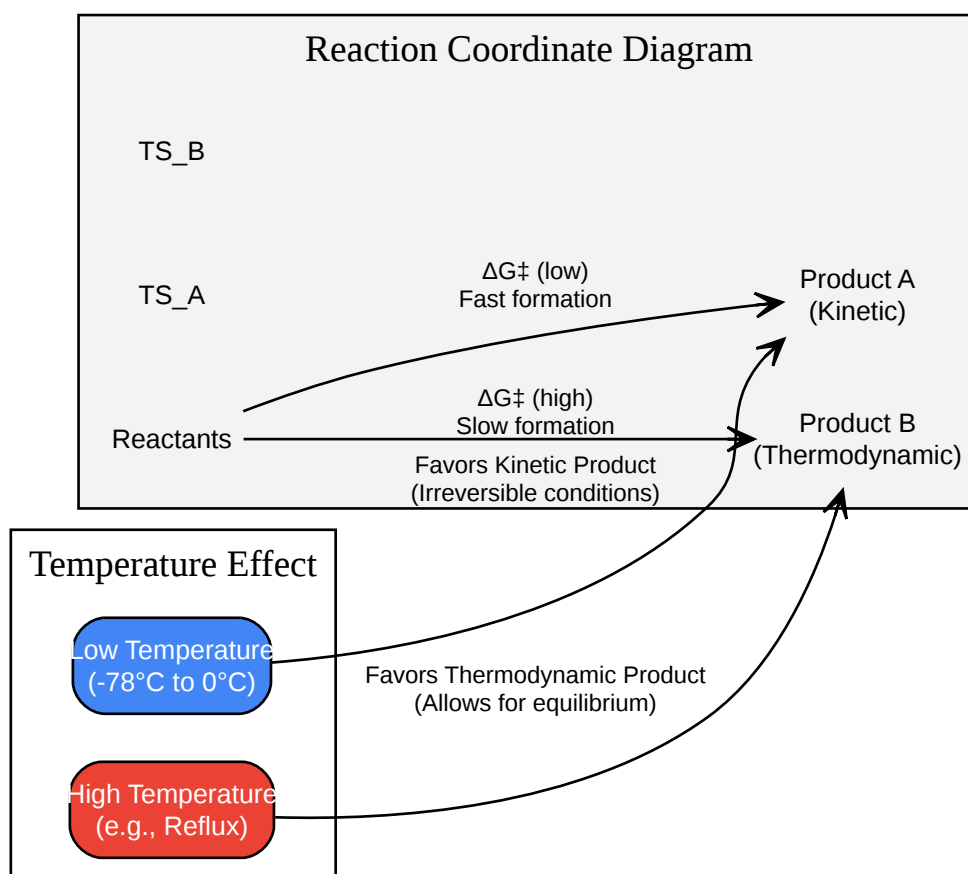 Reaction Coordinate Diagram
TS_B
TS_A
ΔG‡ (low)
Fast formation
Product A
(Kinetic)
Reactants
ΔG‡ (high)
Slow formation
Product B
(Thermodynamic)
Favors Kinetic Product
(Irreversible conditions)
Temperature Effect
Low Temperature
(-78°C to 0°C)
Favors Thermodynamic Product
(Allows for equilibrium)
High Temperature
(e.g., Reflux)